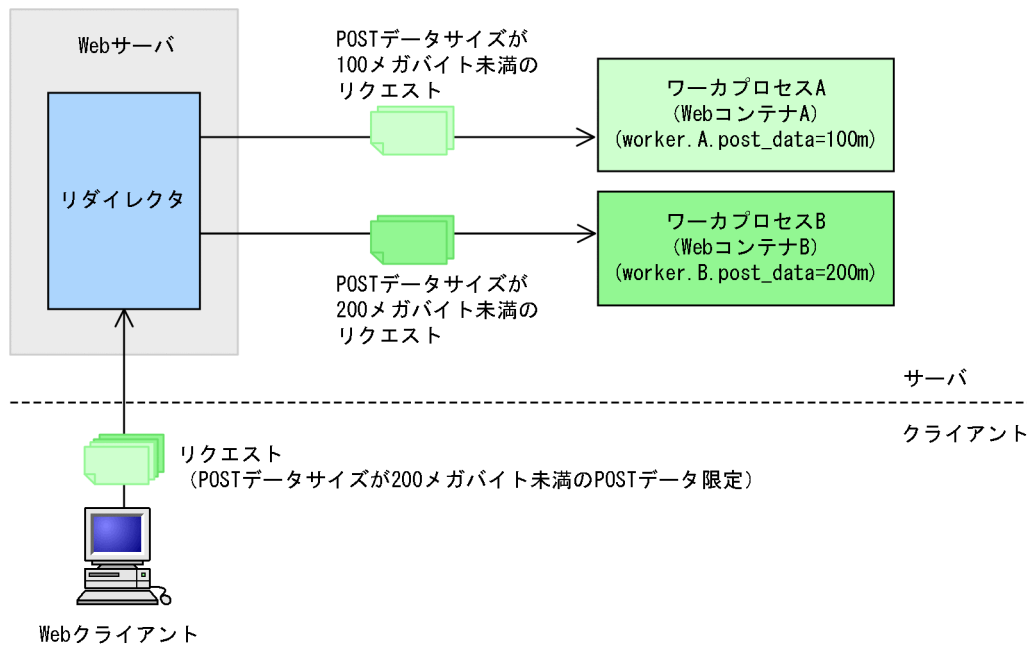 Webサーバ
リダイレクタ
POSTデータサイズが
100メガバイト未満の
リクエスト
ワーカプロセスA
(WebコンテナA)
(worker.A.post_data=100m)
ワーカプロセスB
(WebコンテナB)
(worker.B.post_data=200m)
POSTデータサイズが
200メガバイト未満の
リクエスト
サーバ
クライアント
リクエスト
(POSTデータサイズが200メガバイト未満のPOSTデータ限定)
Webクライアント